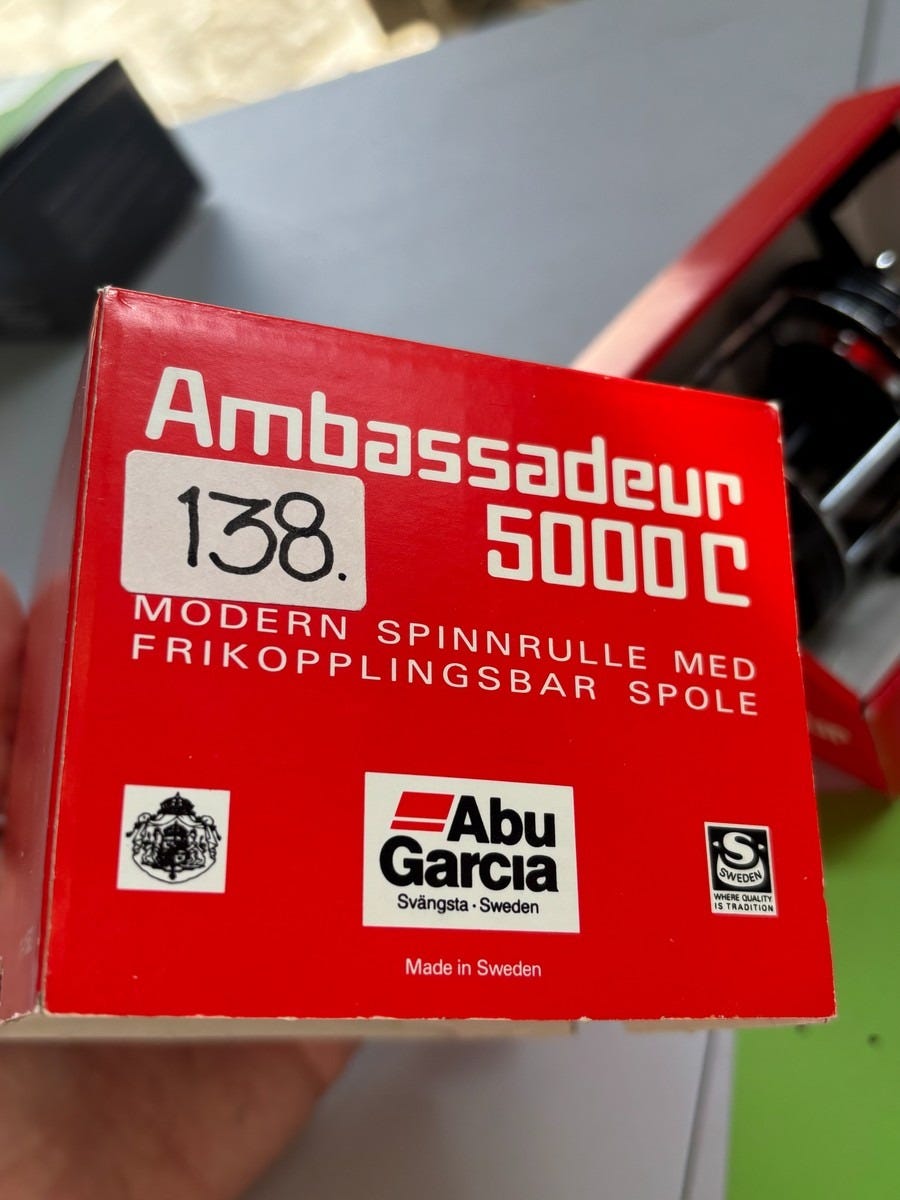 Ambassadeur
5000C
138.
MODERN SPINNRULLE MED
FRIKOPPLINGSBAR SPOLE
Abu
Garcia
Svängsta · Sweden
S
SWEDEN
WHERE QUALITY
IS TRADITION
Made in Sweden